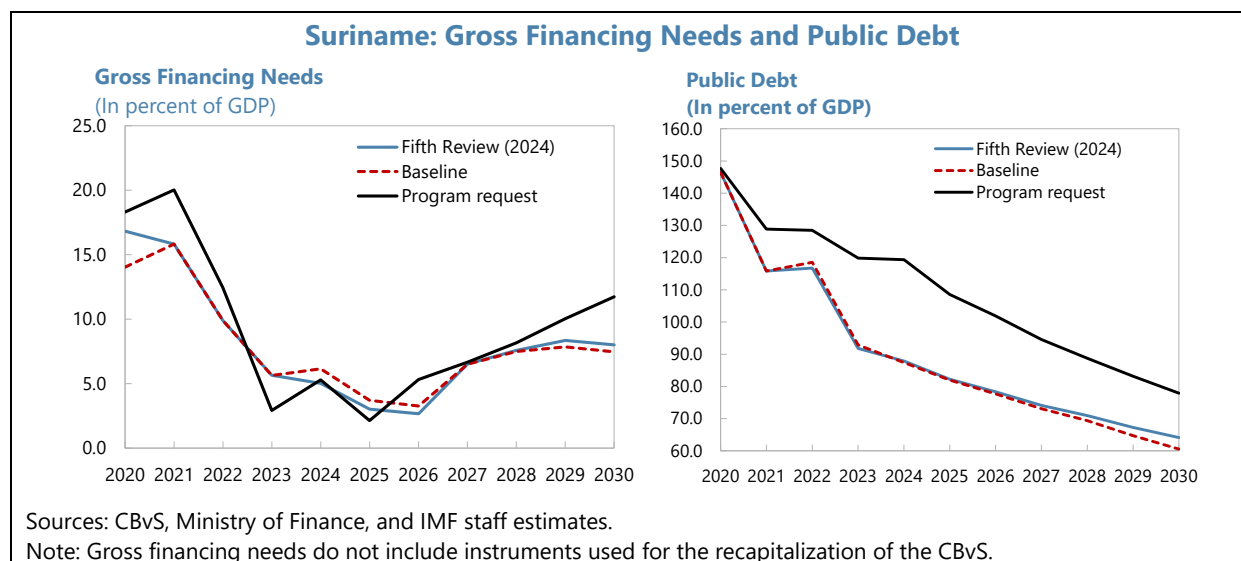 Suriname: Gross Financing Needs and Public Debt
Gross Financing Needs
(In percent of GDP)
25.0
20.0
15.0
10.0
5.0
0.0
Fifth Review (2024)
Baseline
Program request
2020 2021 2022 2023 2024 2025 2026 2027 2028 2029 2030
Public Debt
(In percent of GDP)
160.0
150.0
140.0
130.0
120.0
110.0
100.0
90.0
80.0
70.0
60.0
Fifth Review (2024)
Baseline
Program request
2020 2021 2022 2023 2024 2025 2026 2027 2028 2029 2030
Sources: CBvS, Ministry of Finance, and IMF staff estimates.
Note: Gross financing needs do not include instruments used for the recapitalization of the CBvS.